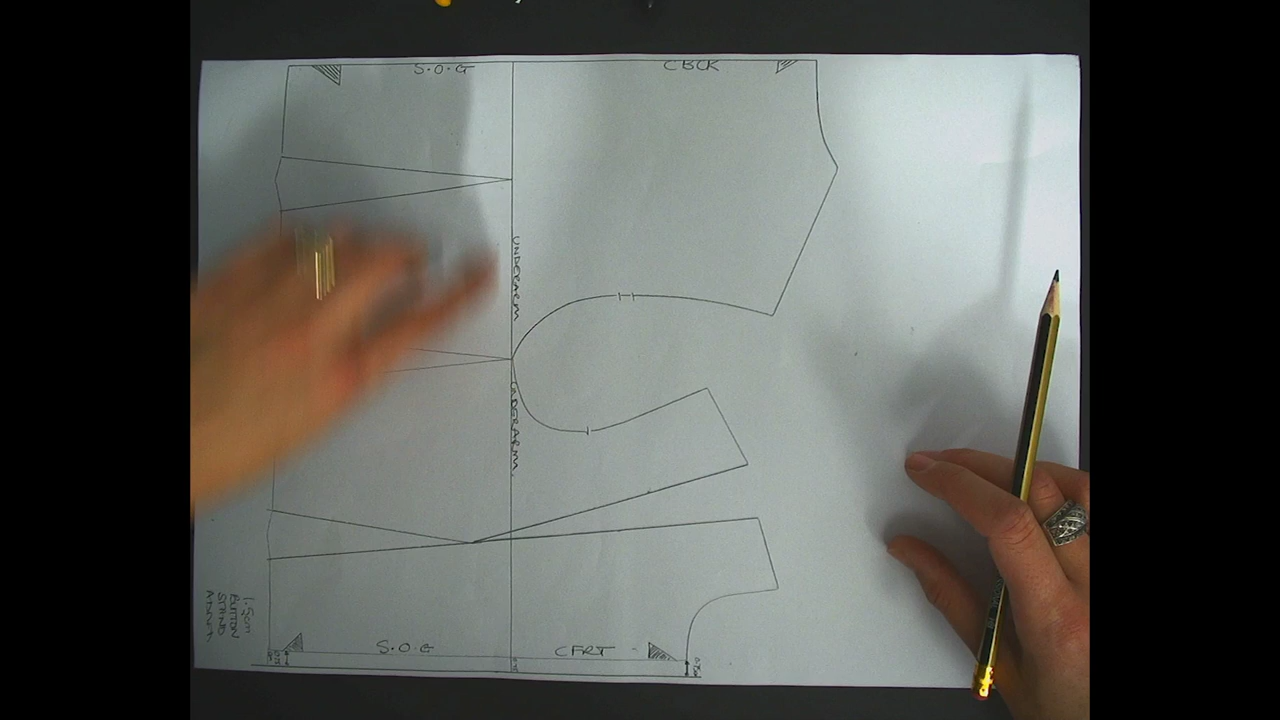 S.O.G
CBCK
UNDERARM
UNDERARM.
S.O.G
CFRT
1.5cm
BUTTON
STAND